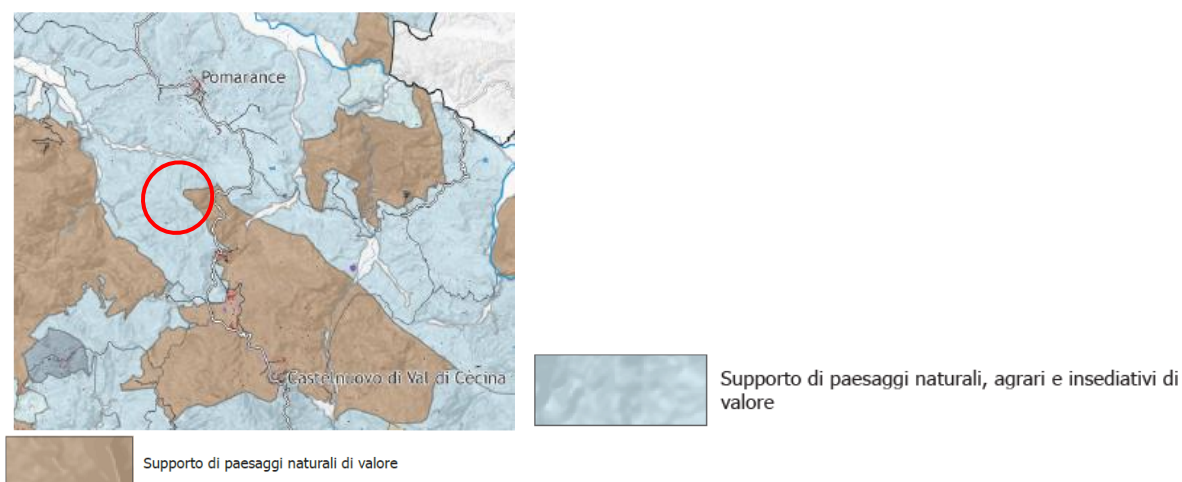 Pomarance
Castelnuovo di Val di Cècina
Supporto di paesaggi naturali, agrari e insediativi di
valore
Supporto di paesaggi naturali di valore